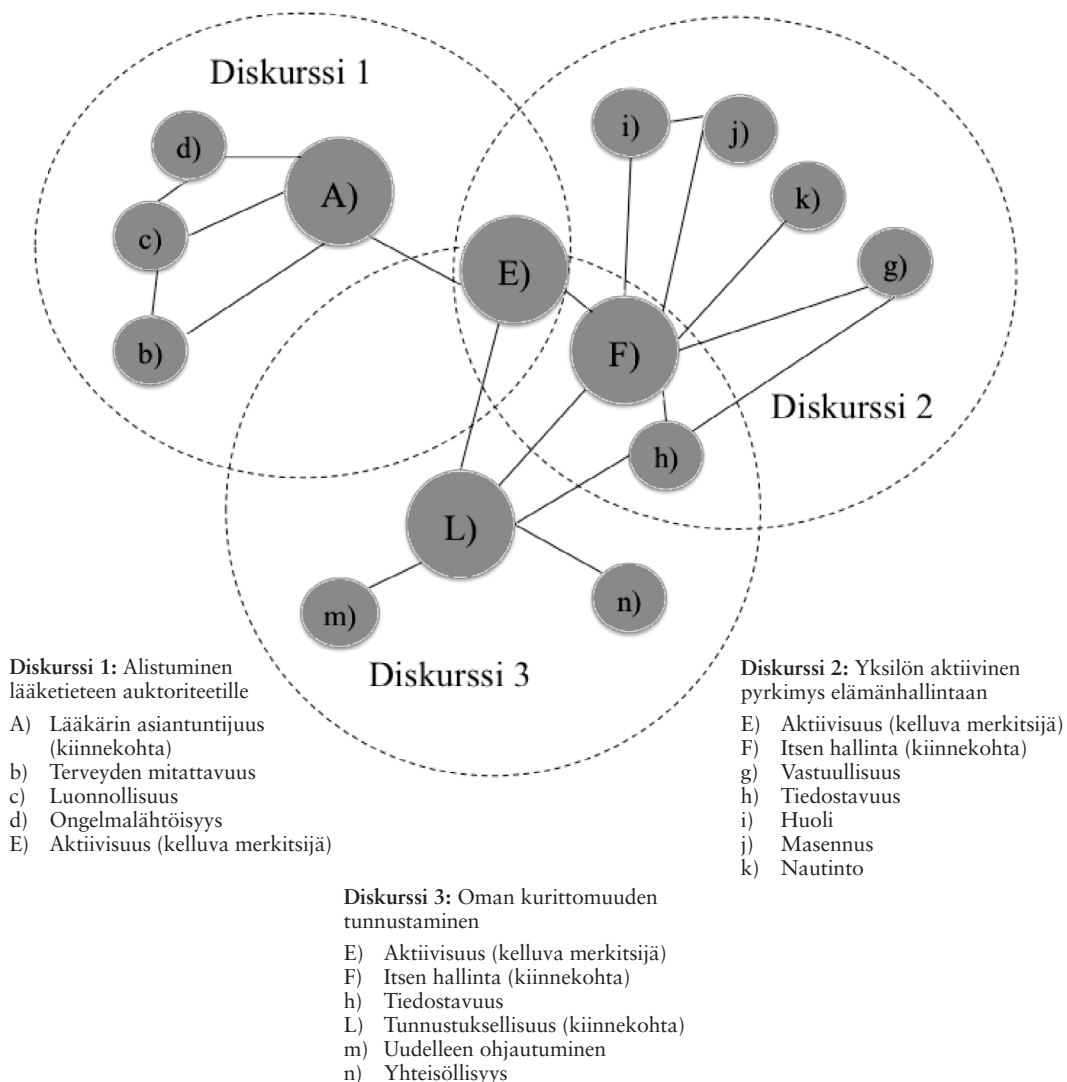 Diskurssi 1
d)
A)
c)
b)
E)
i)
j)
k)
g)
F)
Diskurssi 2
h)
L)
m)
n)
Diskurssi 3
Diskurssi 1: Alistuminen
lääketieteen auktoriteetille
A) Lääkärin asiantuntijuus
(kiinnekohta)
b) Terveyden mitattavuus
c) Luonnollisuus
d) Ongelmalähtöisyys
E) Aktiivisuus (kelluva merkitsijä)
Diskurssi 2: Yksilön aktiivinen
pyrkimys elämänhallintaan
E) Aktiivisuus (kelluva merkitsijä)
F) Itsen hallinta (kiinnekohta)
g) Vastuullisuus
h) Tiedostavuus
i) Huoli
j) Masennus
k) Nautinto
Diskurssi 3: Oman kurittomuuden
tunnustaminen
E) Aktiivisuus (kelluva merkitsijä)
F) Itsen hallinta (kiinnekohta)
h) Tiedostavuus
L) Tunnustuksellisuus (kiinnekohta)
m) Uudelleen ohjautuminen
n) Yhteisöllisyys